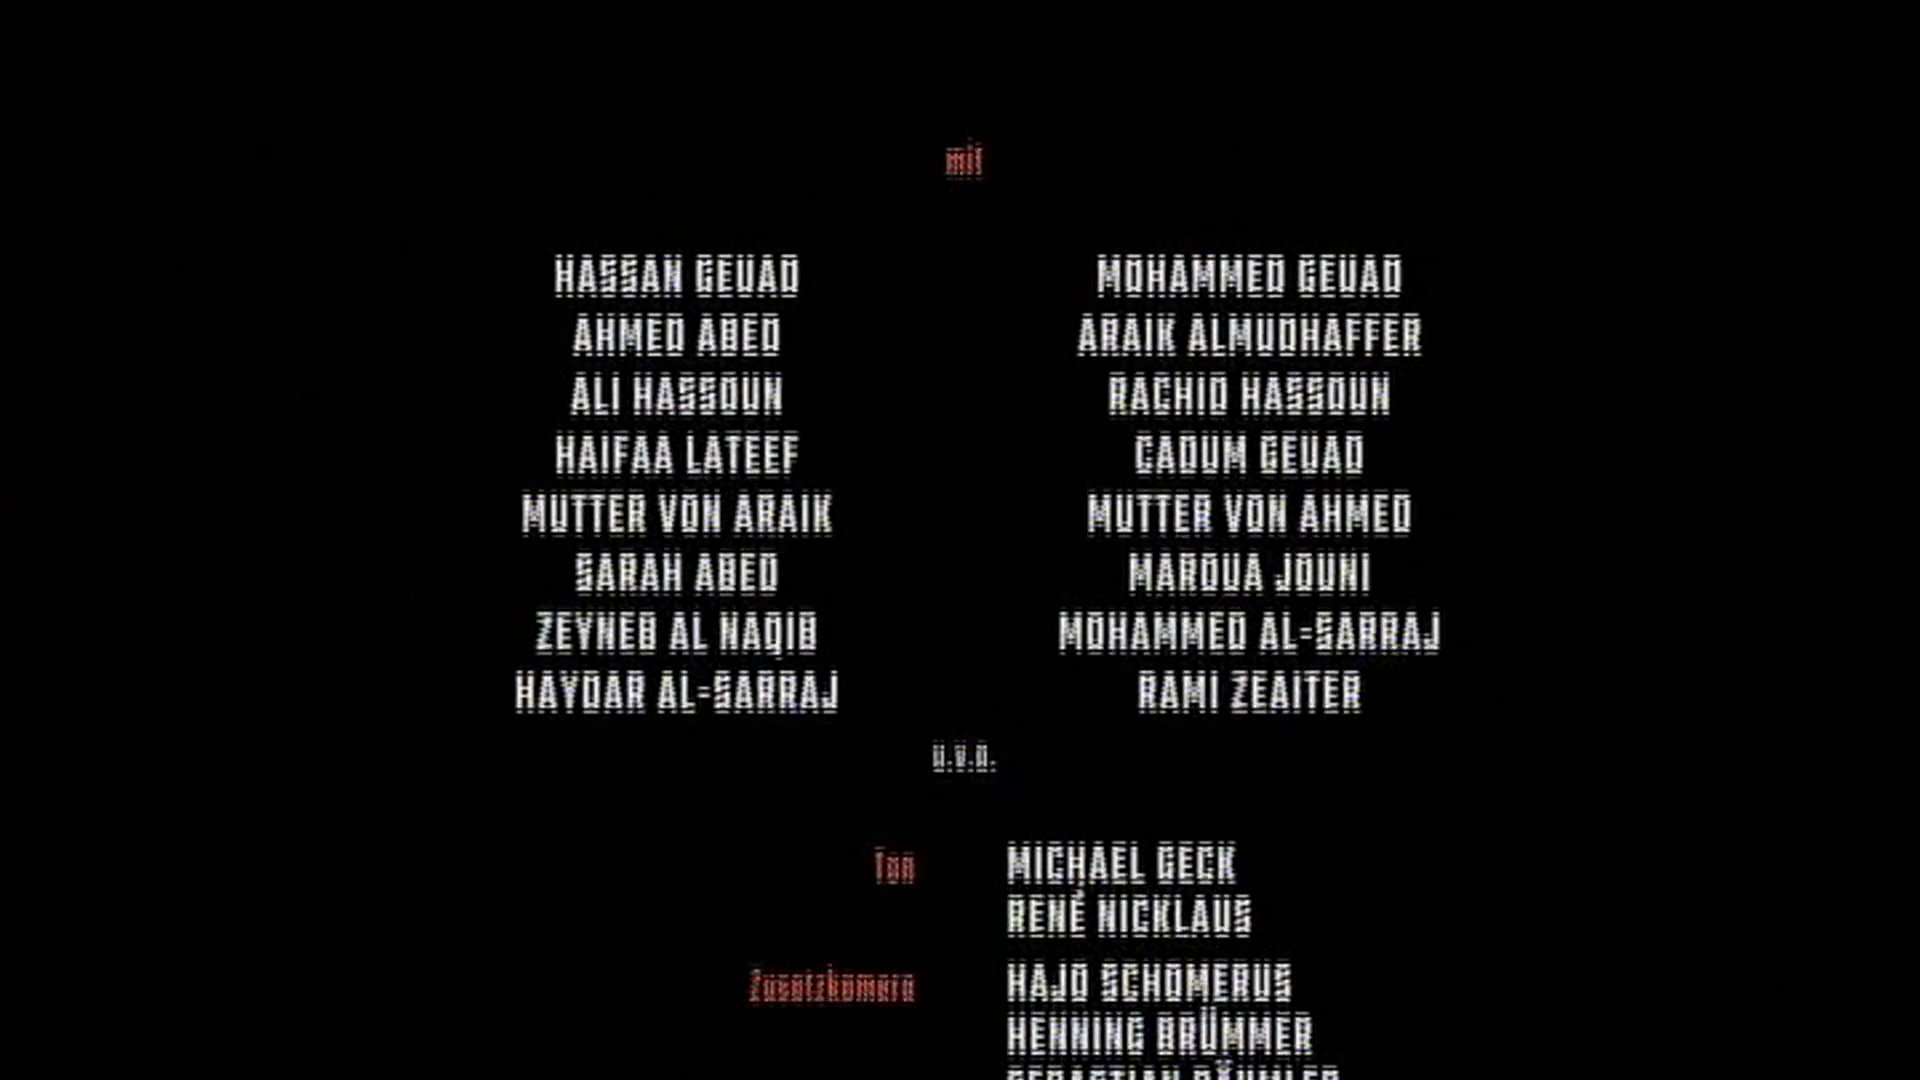 mit
HASSAN GEUAD MOHAMMED GEUAD
AHMED ABED ARAIK ALMUDHAFFER
ALI HASSOUN RACHID HASSOUN
HAIFAA LATEEF CADUM GEUAD
MUTTER VON ARAIK MUTTER VON AHMED
SARAH ABED MAROUA JOUNI
ZEYNEB AL NAQIB MOHAMMED AL-SARRAJ
HAYDAR AL-SARRAJ RAMI ZEAITER
u.v.a.
Ton MICHAEL GECK
RENÉ NICKLAUS
Zusatzkamera HAJO SCHOMERUS
HENNING BRÜMMER
SEBASTIAN